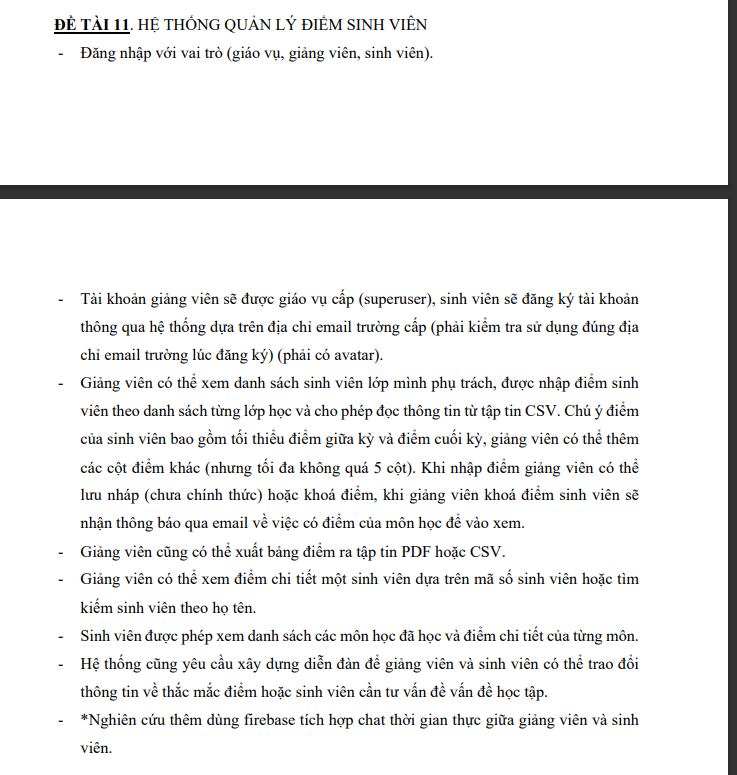 ĐỀ TÀI 11. HỆ THỐNG QUẢN LÝ ĐIỂM SINH VIÊN
- Đăng nhập với vai trò (giáo vụ, giảng viên, sinh viên).
- Tài khoản giảng viên sẽ được giáo vụ cấp (superuser), sinh viên sẽ đăng ký tài khoản
thông qua hệ thống dựa trên địa chỉ email trường cấp (phải kiểm tra sử dụng đúng địa
chỉ email trường lúc đăng ký) (phải có avatar).
- Giảng viên có thể xem danh sách sinh viên lớp mình phụ trách, được nhập điểm sinh
viên theo danh sách từng lớp học và cho phép đọc thông tin từ tập tin CSV. Chú ý điểm
của sinh viên bao gồm tối thiểu điểm giữa kỳ và điểm cuối kỳ, giảng viên có thể thêm
các cột điểm khác (nhưng tối đa không quá 5 cột). Khi nhập điểm giảng viên có thể
lưu nháp (chưa chính thức) hoặc khoá điểm, khi giảng viên khoá điểm sinh viên sẽ
nhận thông báo qua email về việc có điểm của môn học để vào xem.
- Giảng viên cũng có thể xuất bảng điểm ra tập tin PDF hoặc CSV.
- Giảng viên có thể xem điểm chi tiết một sinh viên dựa trên mã số sinh viên hoặc tìm
kiếm sinh viên theo họ tên.
- Sinh viên được phép xem danh sách các môn học đã học và điểm chi tiết của từng môn.
- Hệ thống cũng yêu cầu xây dựng diễn đàn để giảng viên và sinh viên có thể trao đổi
thông tin về thắc mắc điểm hoặc sinh viên cần tư vấn đề vấn đề học tập.
- *Nghiên cứu thêm dùng firebase tích hợp chat thời gian thực giữa giảng viên và sinh
viên.